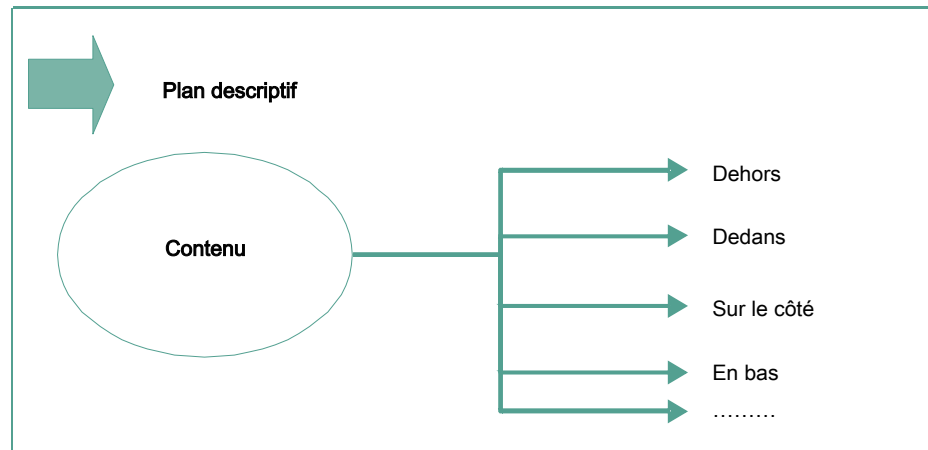 Plan descriptif
Contenu
Dehors
Dedans
Sur le côté
En bas
………